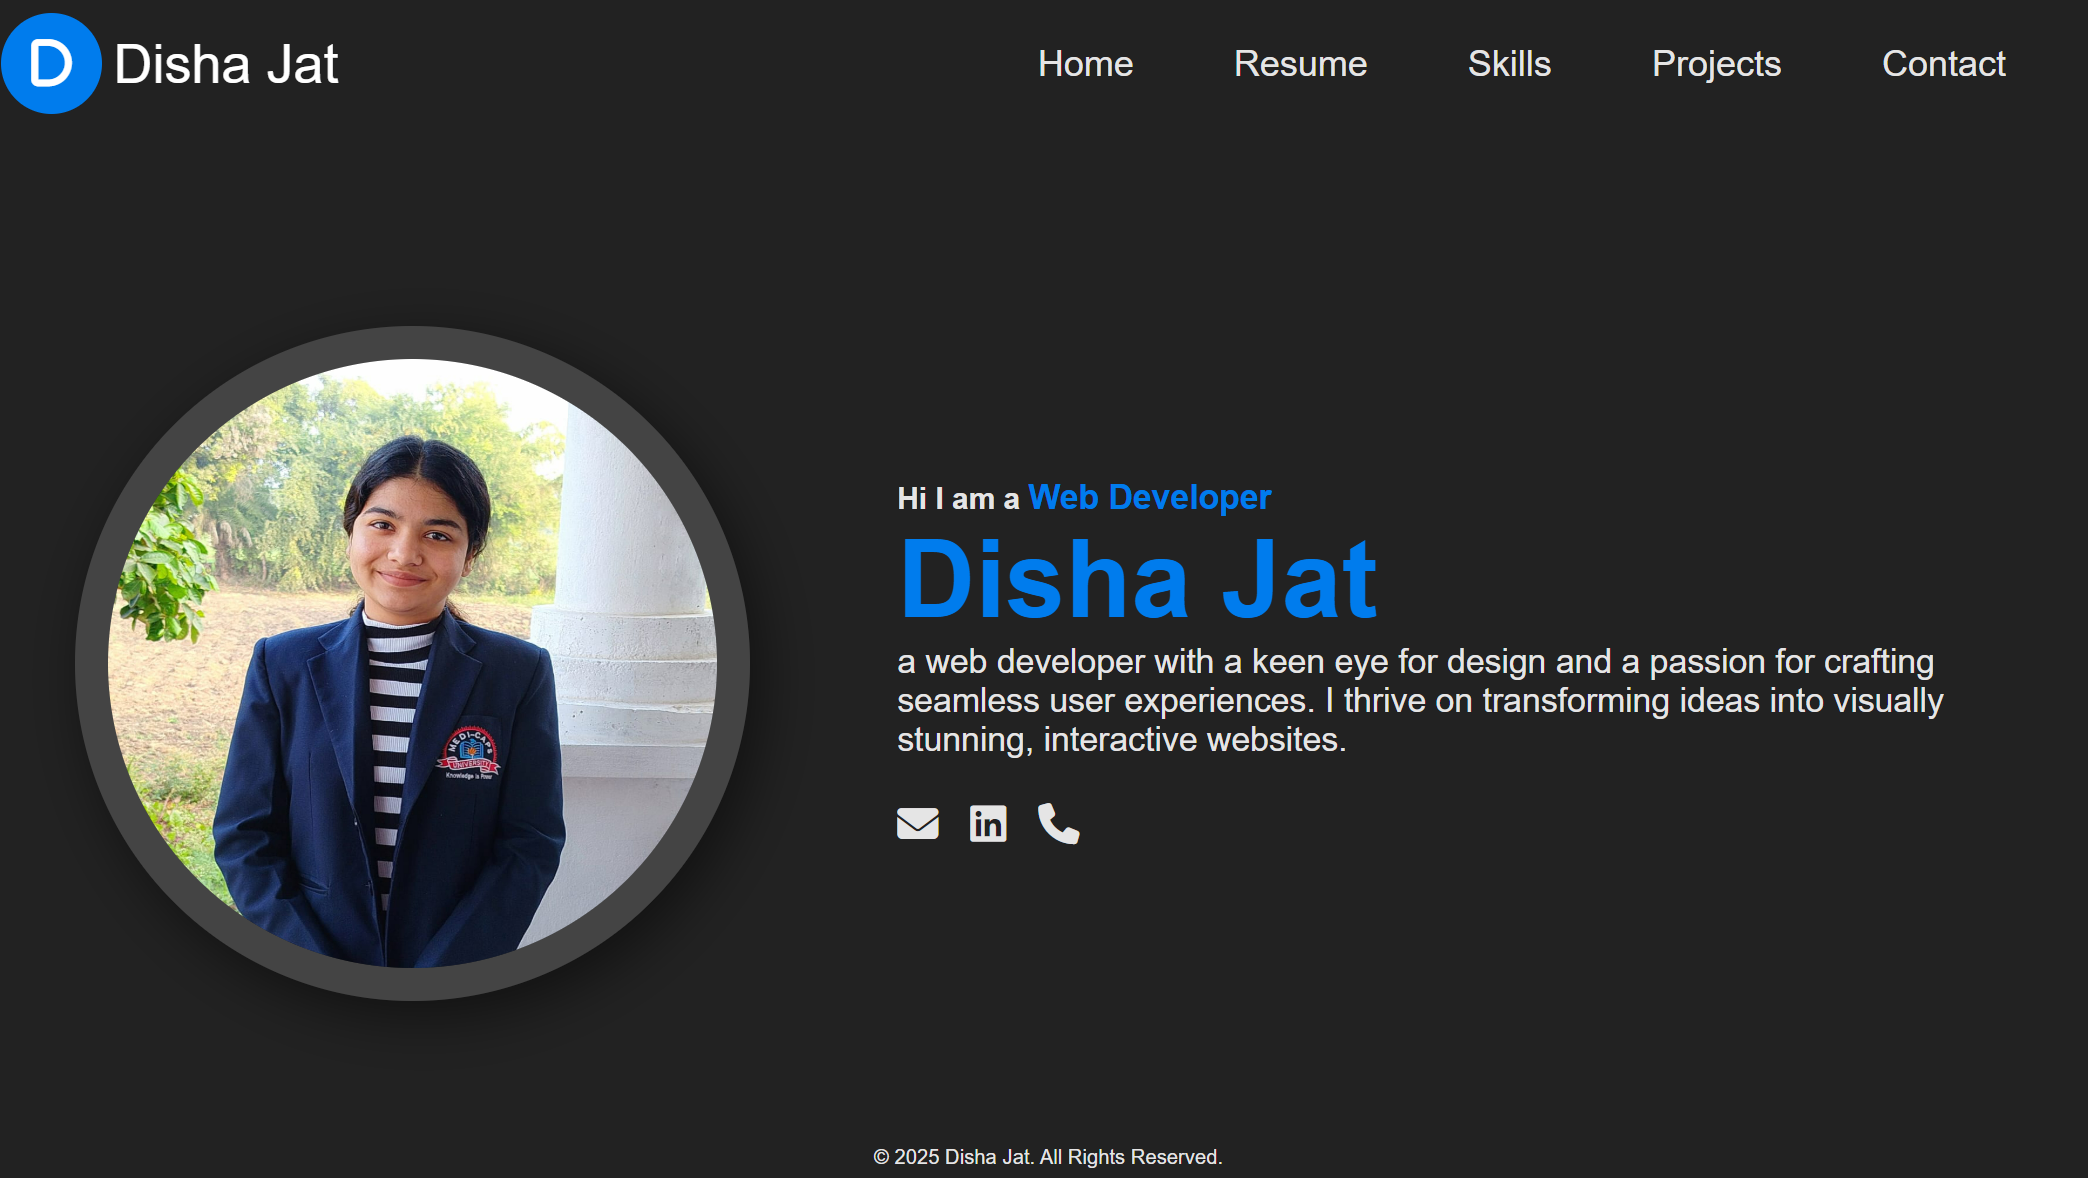 D Disha Jat
Home Resume Skills Projects Contact
Hi I am a Web Developer
Disha Jat
a web developer with a keen eye for design and a passion for crafting
seamless user experiences. I thrive on transforming ideas into visually
stunning, interactive websites.
in
MEDI-CAPS
UNIVERSITY
Knowledge is Power
© 2025 Disha Jat. All Rights Reserved.